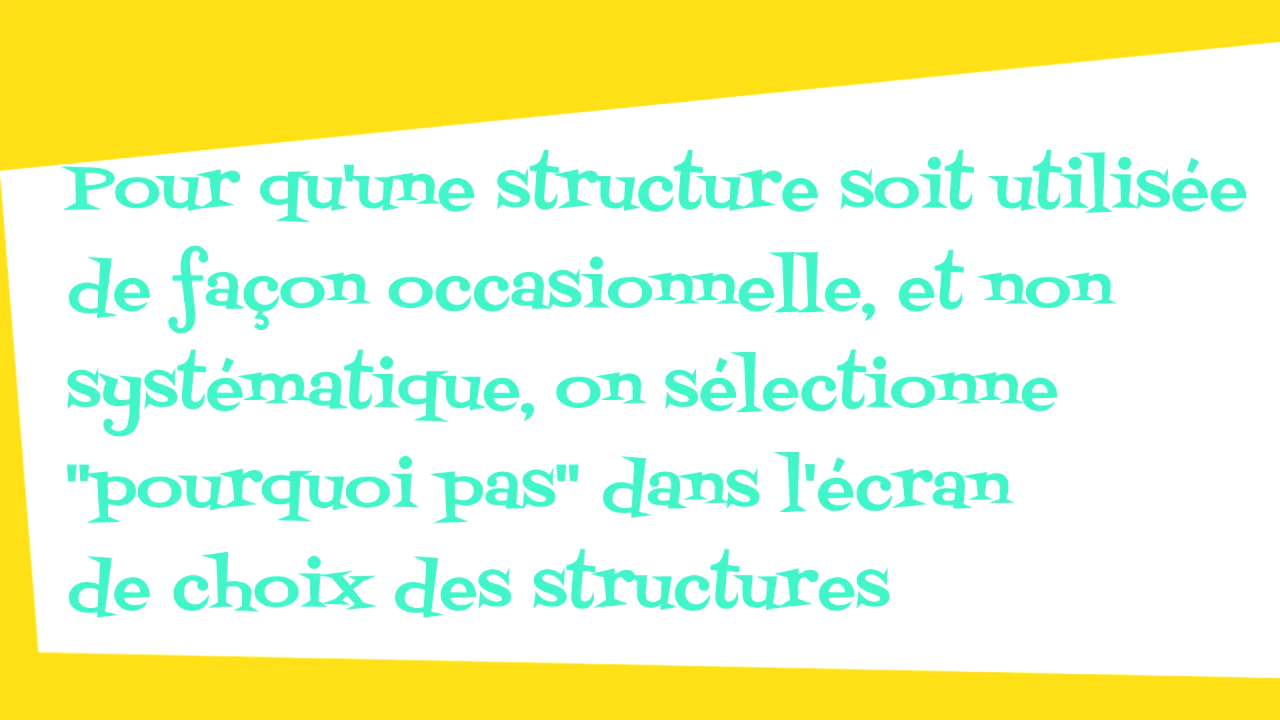 Pour qu'une structure soit utilisée
de façon occasionnelle, et non
systématique, on sélectionne
"pourquoi pas" dans l'écran
de choix des structures